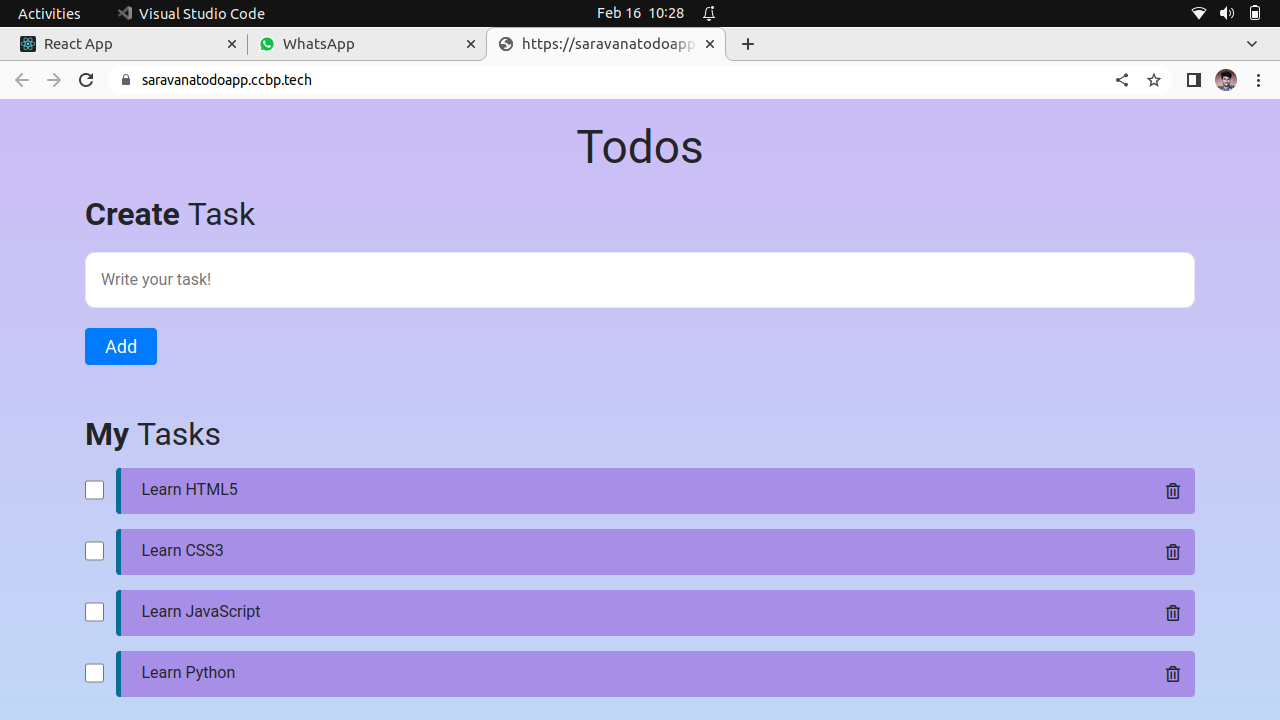 Activities Visual Studio Code Feb 16 10:28
React App WhatsApp https://saravanatodoapp
saravanatodoapp.ccbp.tech
Todos
Create Task
Write your task!
Add
My Tasks
Learn HTML5
Learn CSS3
Learn JavaScript
Learn Python